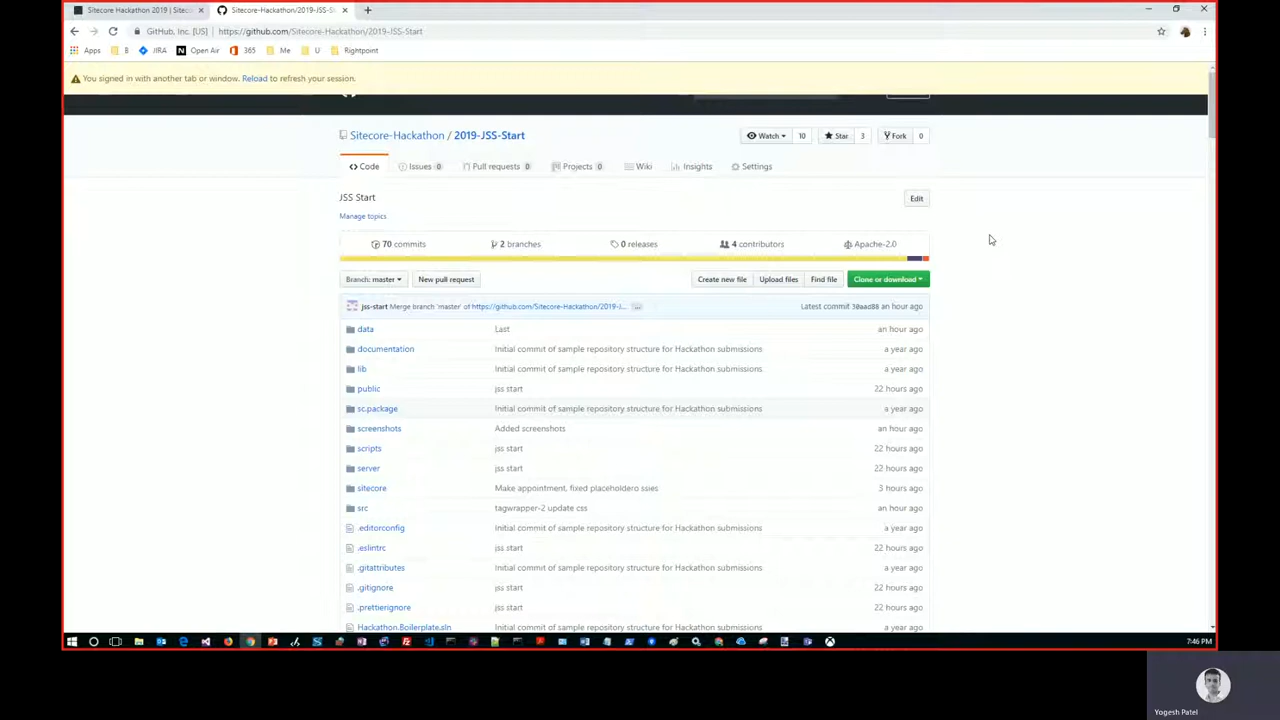 Sitecore Hackathon 2019 | Sitec
Sitecore-Hackathon/2019-JSS-S
GitHub, Inc. [US]
https://github.com/Sitecore-Hackathon/2019-JSS-Start
Apps
B
JIRA
Open Air
365
Me
U
Rightpoint
You signed in with another tab or window. Reload to refresh your session.
Sitecore-Hackathon / 2019-JSS-Start
Watch 10
Star 3
Fork 0
Code
Issues 0
Pull requests 0
Projects 0
Wiki
Insights
Settings
JSS Start
Edit
Manage topics
70 commits
2 branches
0 releases
4 contributors
Apache-2.0
Branch: master
New pull request
Create new file
Upload files
Find file
Clone or download
jss-start Merge branch 'master' of https://github.com/Sitecore-Hackathon/2019-J... ...
Latest commit 30aad88 an hour ago
data Last an hour ago
documentation Initial commit of sample repository structure for Hackathon submissions a year ago
lib Initial commit of sample repository structure for Hackathon submissions. a year ago
public jss start 22 hours ago
sc.package Initial commit of sample repository structure for Hackathon submissions a year ago
screenshots Added screenshots an hour ago
scripts jss start 22 hours ago
server jss start 22 hours ago
sitecore Make appointment, fixed placeholdero ssies 3 hours ago
src tagwrapper-2 update css an hour ago
.editorconfig Initial commit of sample repository structure for Hackathon submissions a year ago
.eslintrc jss start 22 hours ago
.gitattributes Initial commit of sample repository structure for Hackathon submissions a year ago
.gitignore jss start 22 hours ago
.prettierignore jss start 22 hours ago
Hackathon.Boilerplate.sln Initial commit of sample repository structure for Hackathon submissions a year ago
7:46 PM
Yogesh Patel